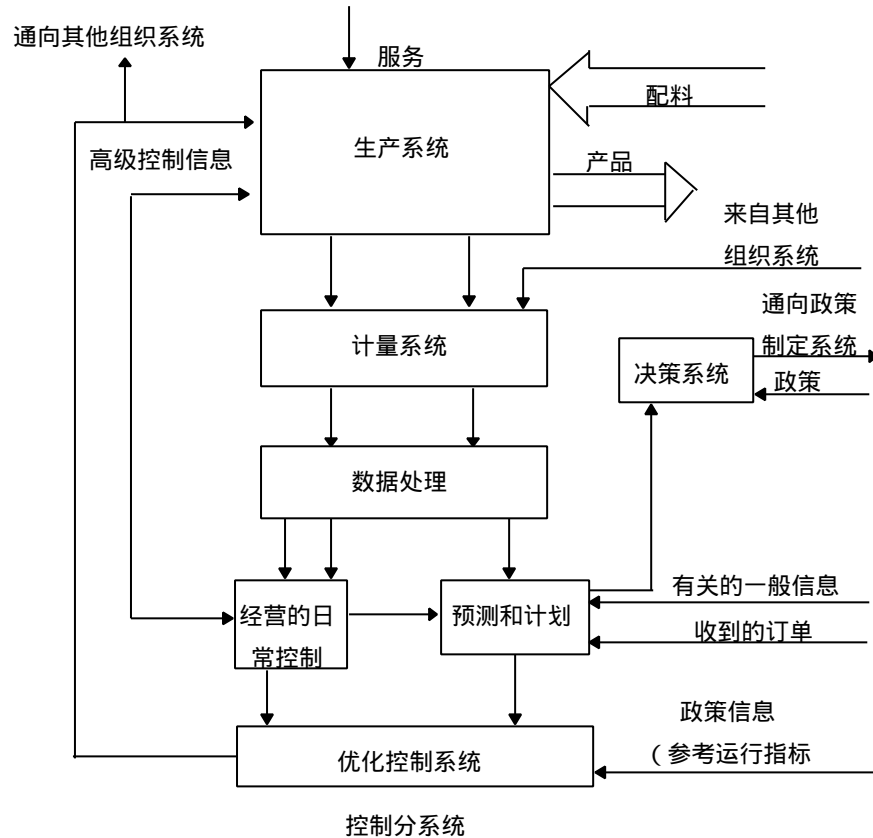 通向其他组织系统
服务
配料
生产系统
高级控制信息
产品
来自其他
组织系统
通向政策
计量系统
制定系统
决策系统
政策
数据处理
有关的一般信息
经营的日
常控制
预测和计划
收到的订单
政策信息
(参考运行指标
优化控制系统
控制分系统